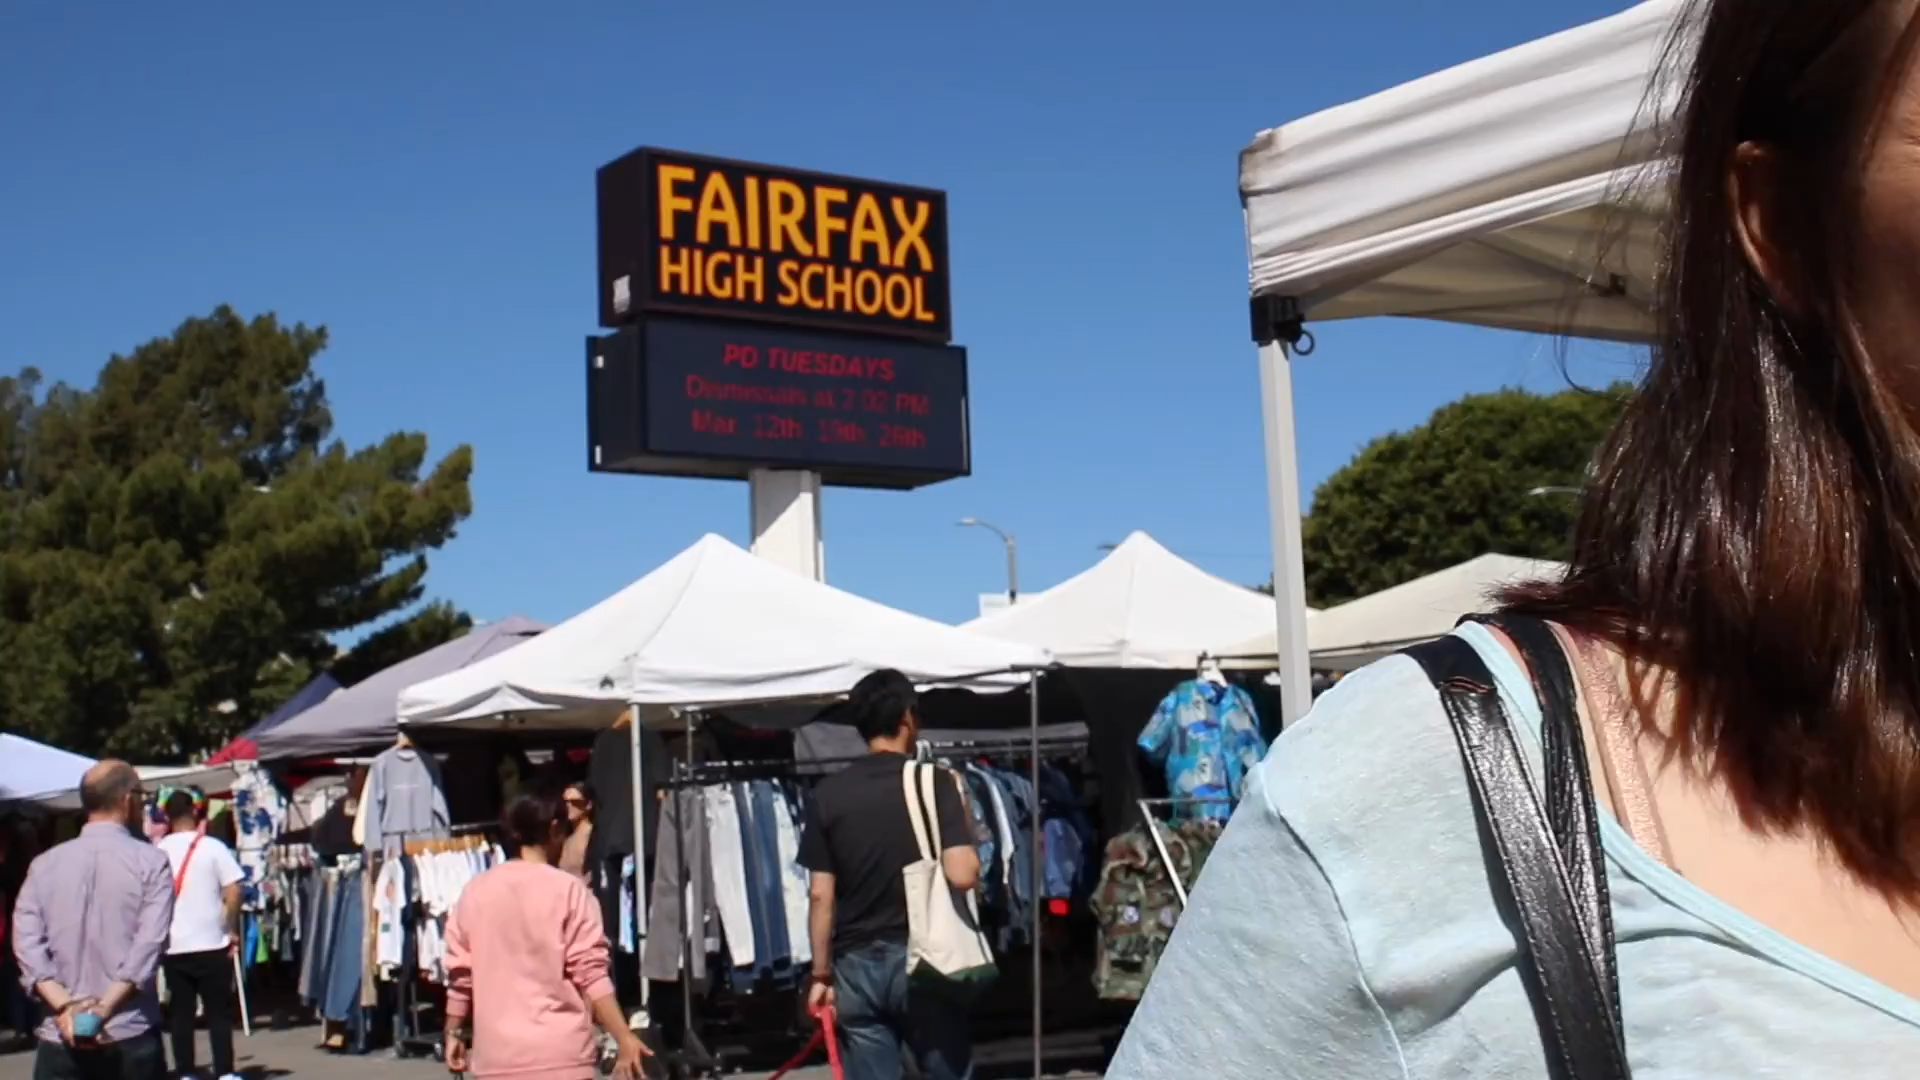 FAIRFAX
HIGH SCHOOL
PD TUESDAYS
Dismissals at 2:02 PM
Mar. 12th 19th 26th